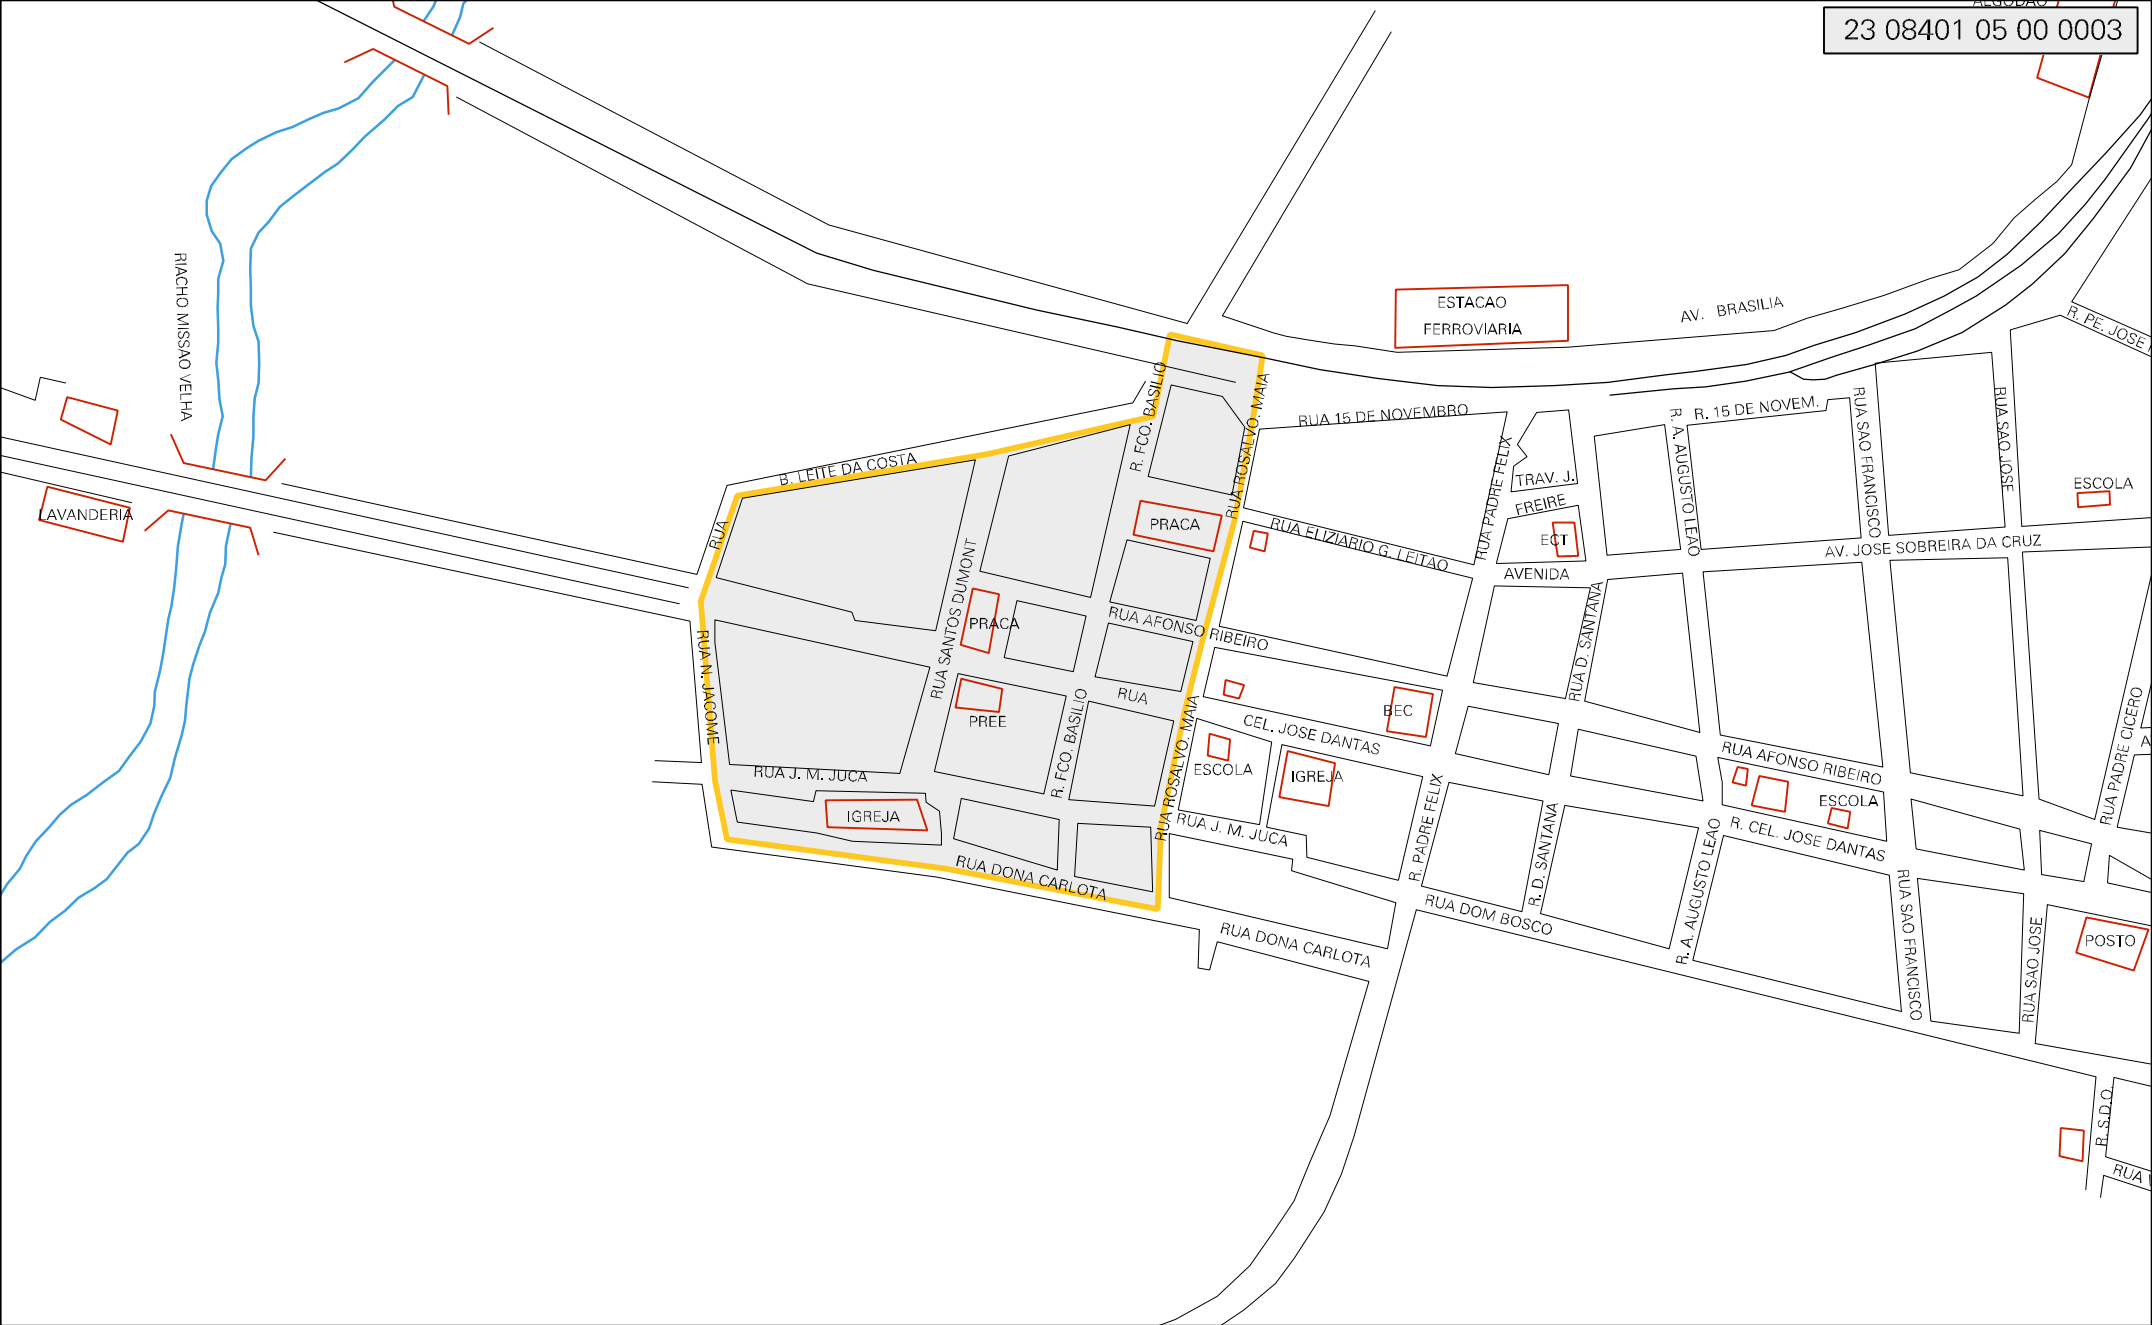 ALGODAO
23 08401 05 00 0003
RIACHO MISSAO VELHA
ESTACAO
FERROVIARIA
AV. BRASILIA
R. PE. JOSE
R. FCO. BASILIO
RUA ROSALVO. MAIA
RUA 15 DE NOVEMBRO
R. 15 DE NOVEM.
RUA PADRE FELIX
R. A. AUGUSTO LEAO
RUA SAO FRANCISCO
RUA SAO JOSE
B. LEITE DA COSTA
RUA
TRAV. J.
FREIRE
ESCOLA
LAVANDERIA
PRACA
RUA ELIZIARIO G. LEITAO
ECT
AVENIDA
AV. JOSE SOBREIRA DA CRUZ
RUA SANTOS DUMONT
PRACA
RUA AFONSO RIBEIRO
RUA D. SANTANA
RUA N. JACOME
PREE
R. FCO. BASILIO
RUA
CEL. JOSE DANTAS
BEC
RUA ROSALVO. MAIA
ESCOLA
IGREJA
RUA AFONSO RIBEIRO
RUA PADRE CICERO
A
RUA J. M. JUCA
IGREJA
RUA J. M. JUCA
R. PADRE FELIX
R. D. SANTANA
R. A. AUGUSTO LEAO
ESCOLA
R. CEL. JOSE DANTAS
RUA DONA CARLOTA
RUA DONA CARLOTA
RUA DOM BOSCO
RUA SAO FRANCISCO
RUA SAO JOSE
POSTO
R. S.D.O.
RUA